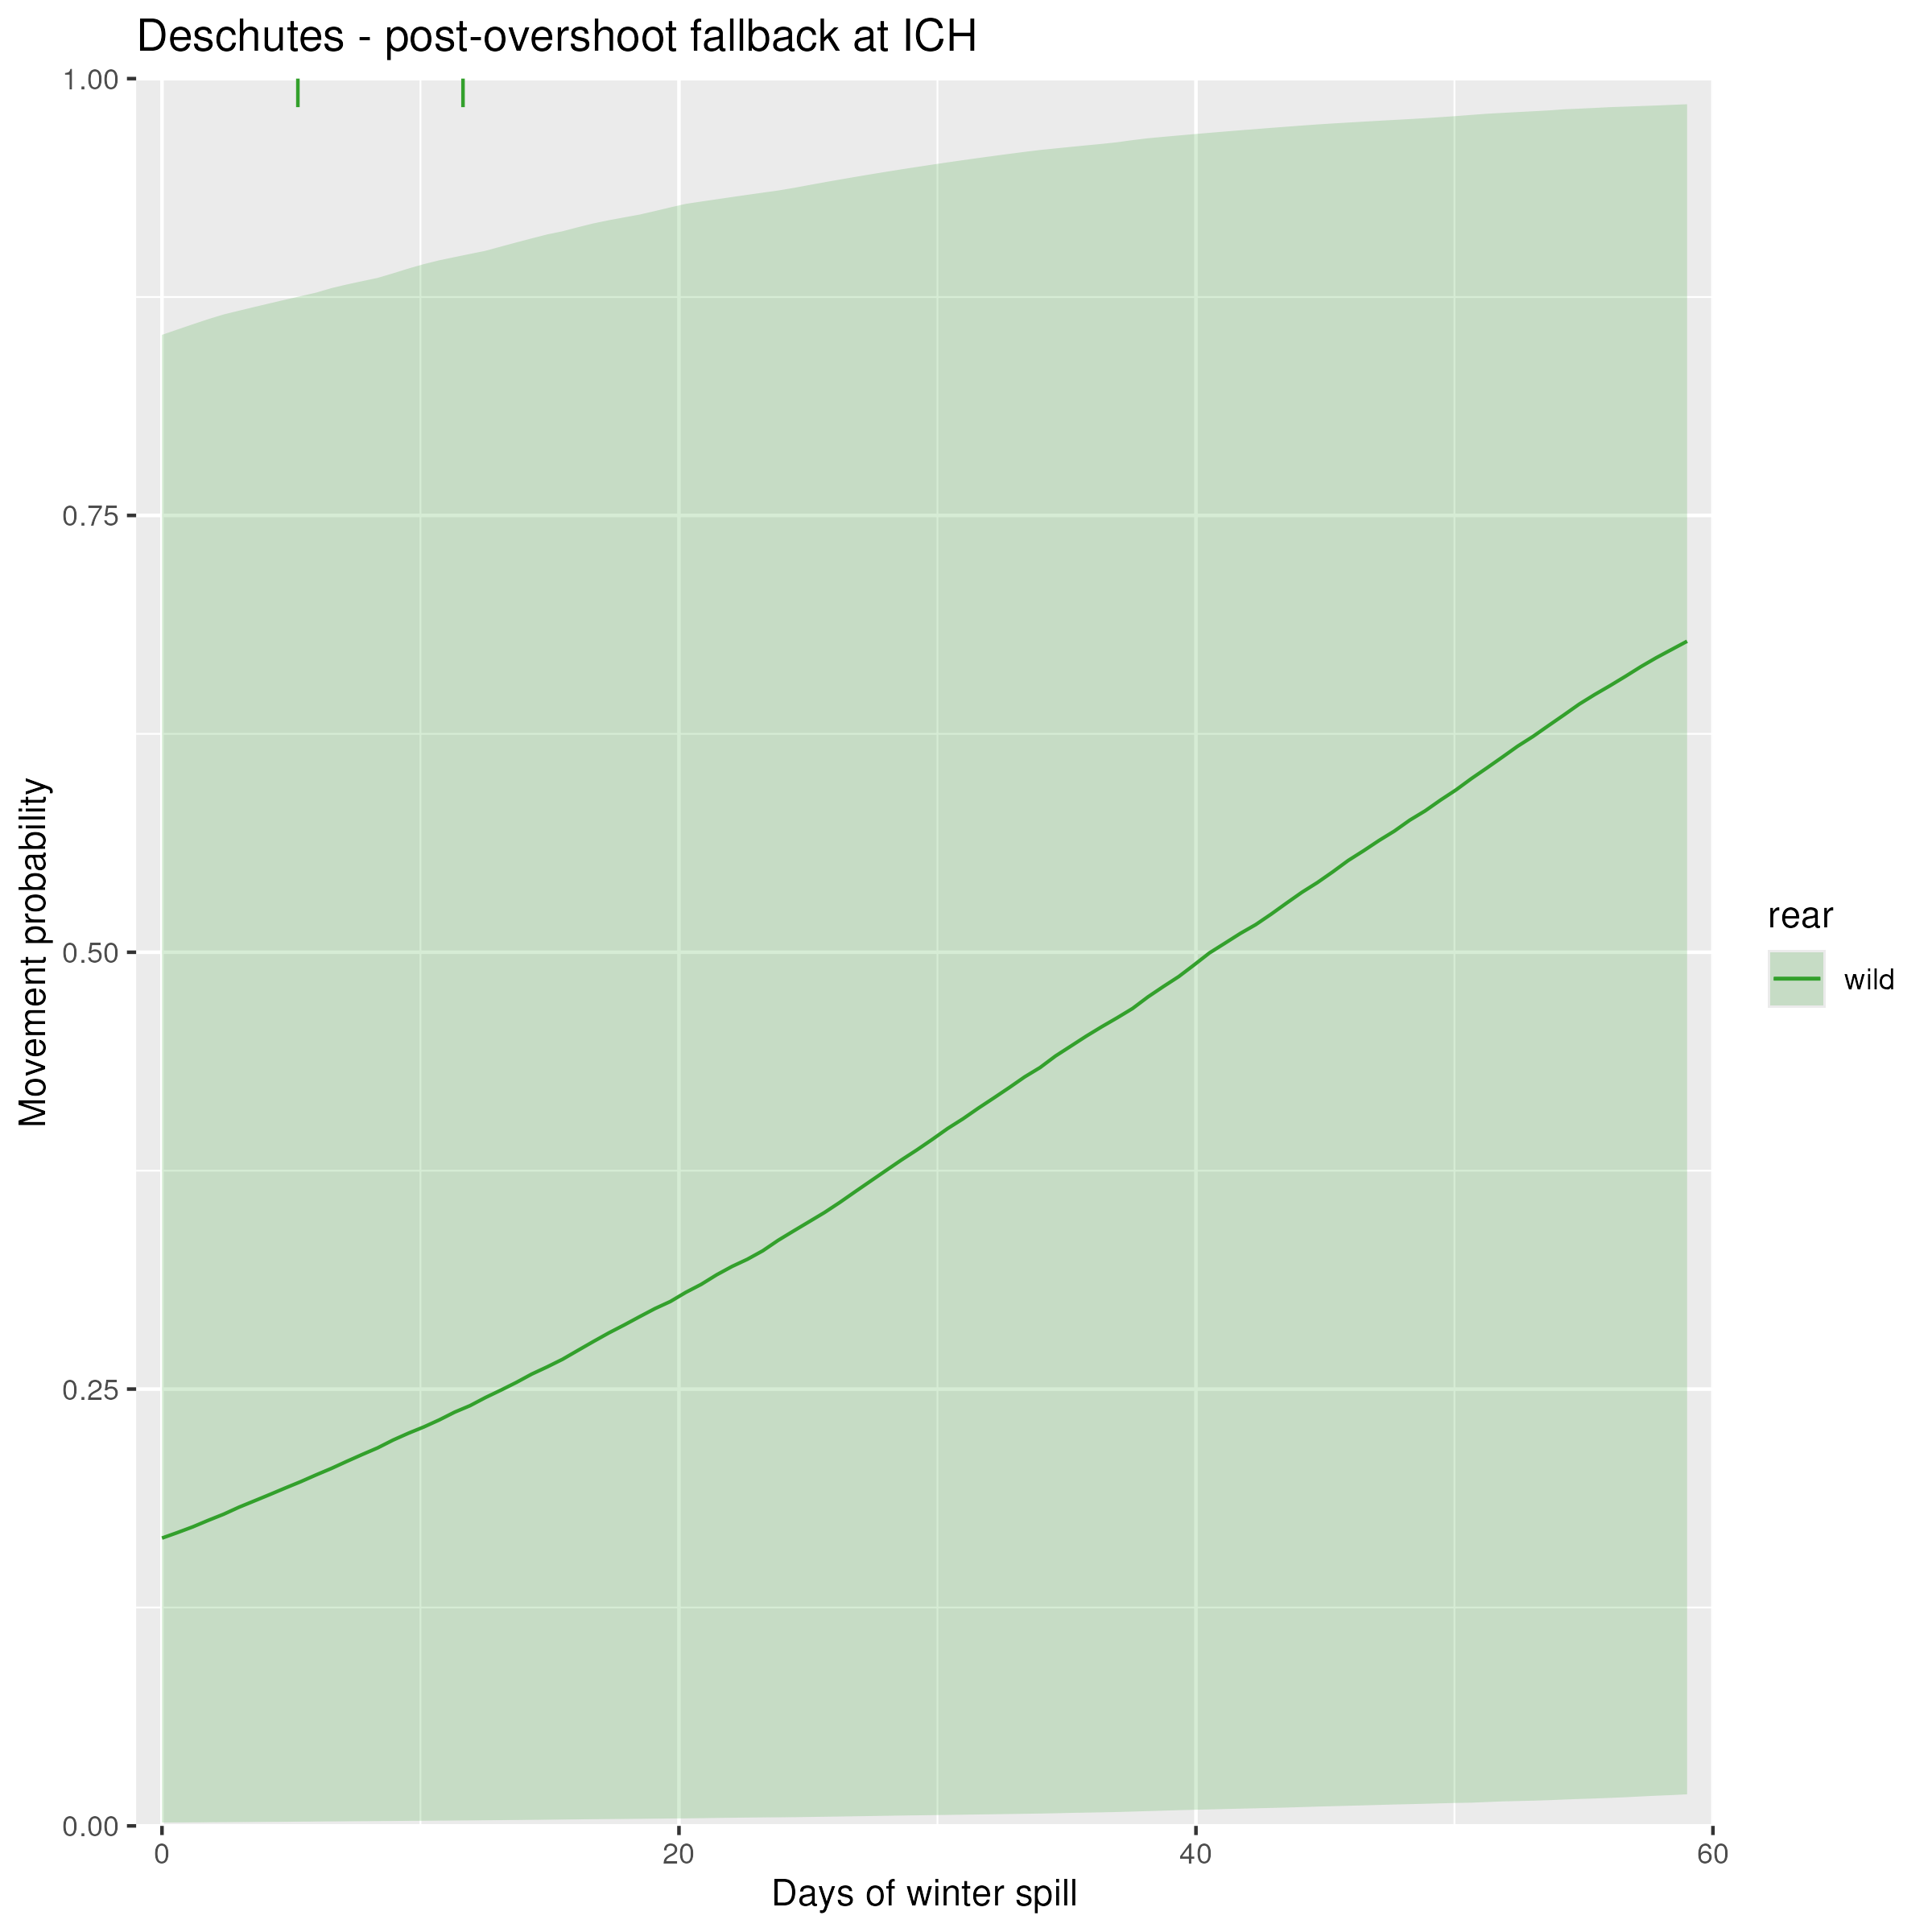 Deschutes - post-overshoot fallback at ICH
1.00
0.75
0.50
0.25
0.00
Movement probability
0 20 40 60
Days of winter spill
rear
wild